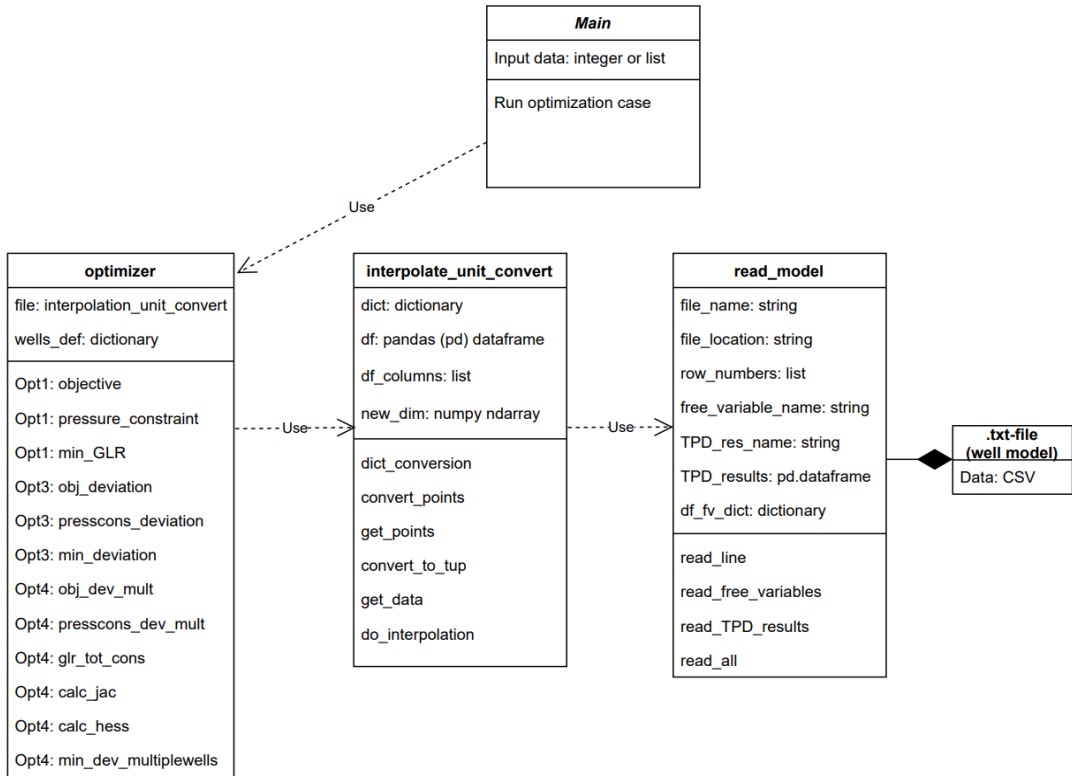 Main
Input data: integer or list
Run optimization case
Use
optimizer
file: interpolation_unit_convert
wells_def: dictionary
Opt1: objective
Opt1: pressure_constraint
Opt1: min_GLR
Opt3: obj_deviation
Opt3: presscons_deviation
Opt3: min_deviation
Opt4: obj_dev_mult
Opt4: presscons_dev_mult
Opt4: glr_tot_cons
Opt4: calc_jac
Opt4: calc_hess
Opt4: min_dev_multiplewells
Use
interpolate_unit_convert
dict: dictionary
df: pandas (pd) dataframe
df_columns: list
new_dim: numpy ndarray
dict_conversion
convert_points
get_points
convert_to_tup
get_data
do_interpolation
Use
read_model
file_name: string
file_location: string
row_numbers: list
free_variable_name: string
TPD_res_name: string
TPD_results: pd.dataframe
df_fv_dict: dictionary
read_line
read_free_variables
read_TPD_results
read_all
.txt-file
(well model)
Data: CSV